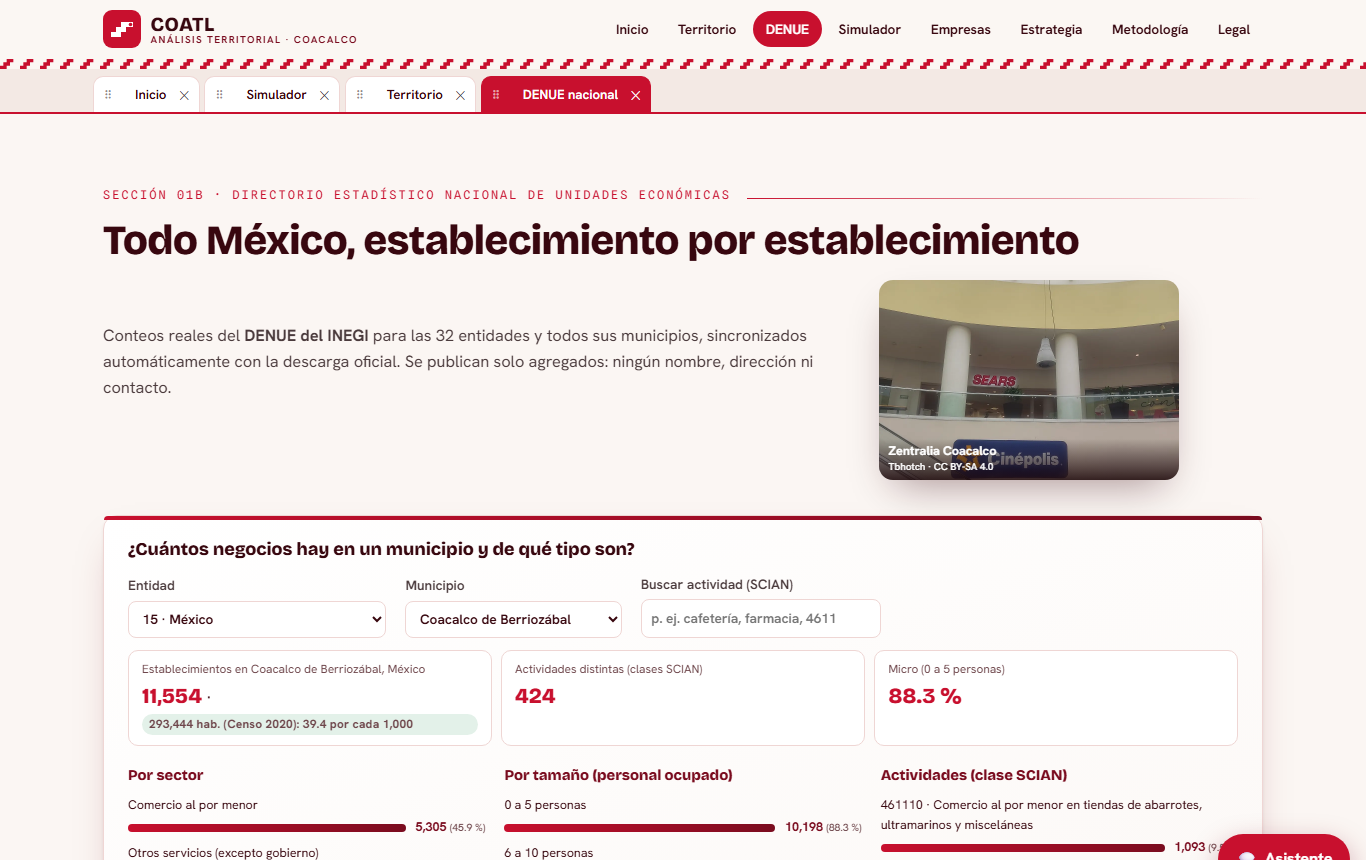 COATL
ANÁLISIS TERRITORIAL · COACALCO
Inicio Territorio DENUE Simulador Empresas Estrategia Metodología Legal
Inicio Simulador Territorio DENUE nacional
SECCIÓN 01B · DIRECTORIO ESTADÍSTICO NACIONAL DE UNIDADES ECONÓMICAS
Todo México, establecimiento por establecimiento
Conteos reales del DENUE del INEGI para las 32 entidades y todos sus municipios, sincronizados
automáticamente con la descarga oficial. Se publican solo agregados: ningún nombre, dirección ni
contacto.
SEARS
Cinépolis
Zentralia Coacalco
Tbhotch · CC BY-SA 4.0
¿Cuántos negocios hay en un municipio y de qué tipo son?
Entidad Municipio Buscar actividad (SCIAN)
15 · México Coacalco de Berriozábal p. ej. cafetería, farmacia, 4611
Establecimientos en Coacalco de Berriozábal, México
11,554 ·
293,444 hab. (Censo 2020): 39.4 por cada 1,000
Actividades distintas (clases SCIAN)
424
Micro (0 a 5 personas)
88.3 %
Por sector
Comercio al por menor
5,305 (45.9 %)
Otros servicios (excepto gobierno)
Por tamaño (personal ocupado)
0 a 5 personas
10,198 (88.3 %)
6 a 10 personas
Actividades (clase SCIAN)
461110 · Comercio al por menor en tiendas de abarrotes,
ultramarinos y misceláneas
1,093
Asistente